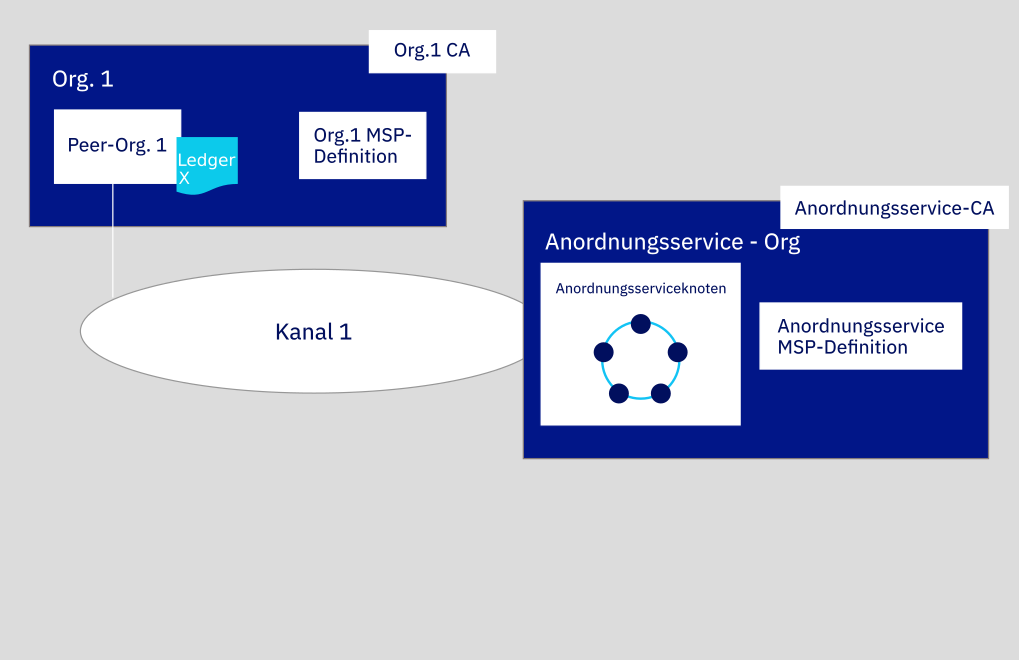 Org.1 CA
Org. 1
Peer-Org. 1
Ledger
X
Org.1 MSP-
Definition
Kanal 1
Anordnungsservice-CA
Anordnungsservice - Org
Anordnungsserviceknoten
Anordnungsservice
MSP-Definition